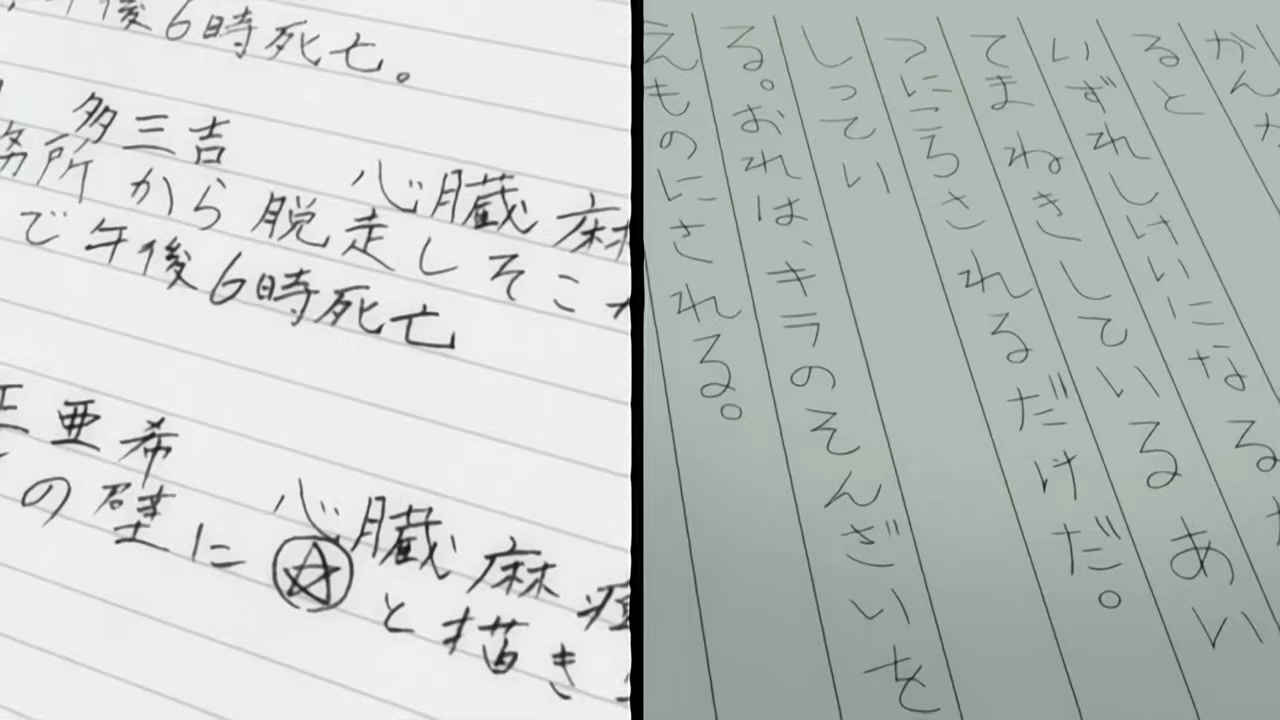 後6時死亡。
多三吉 心臓麻
務所から脱走しそこ
で午後6時死亡
亜希 心臓麻
の壁に☆と描き
かん
ると
いずれしけいになる
てまねきしているあい
つにころされるだけだ。
しってい
る。おれは、キラのそんざいを
えものにされる。